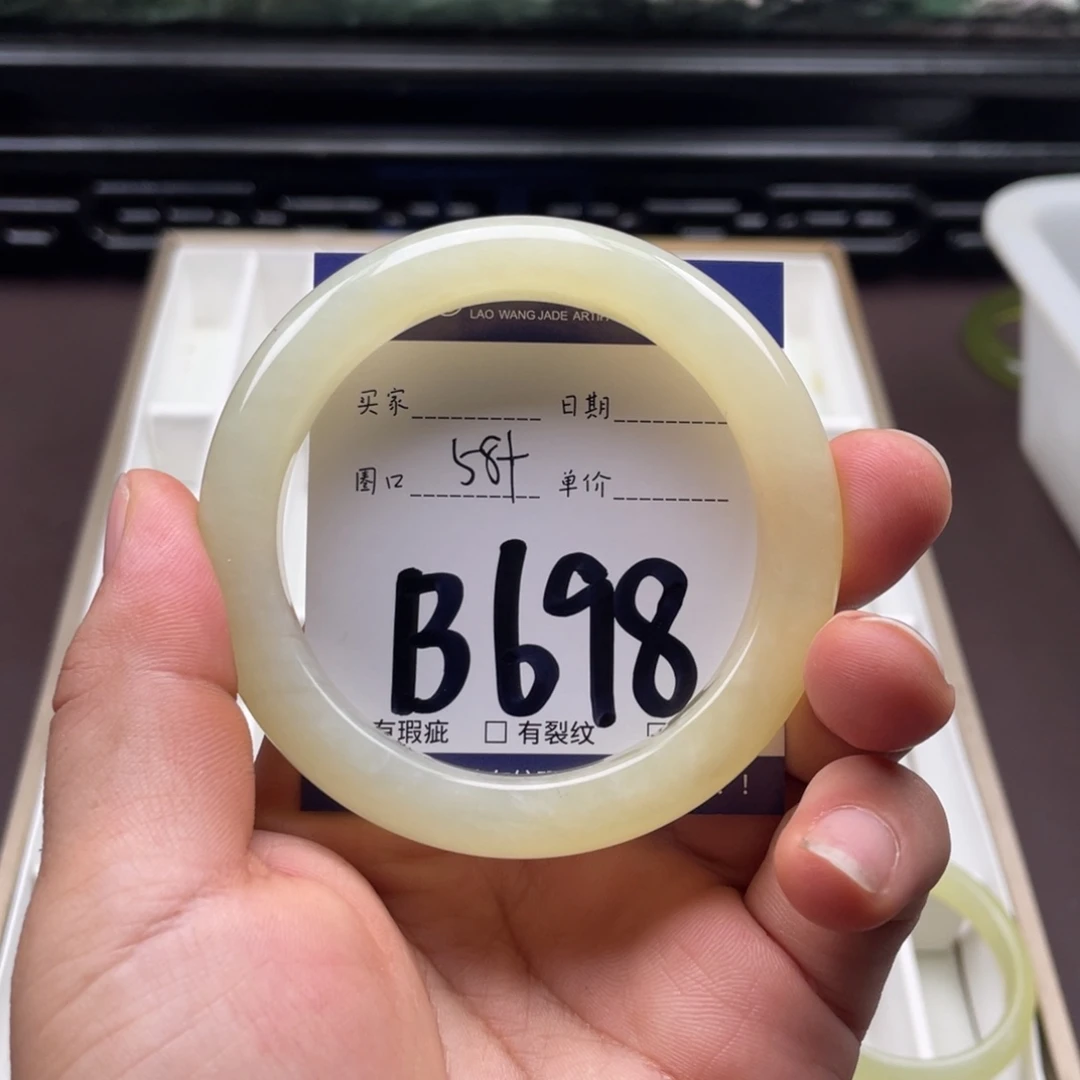 LAO WANG JADE ARTIFA
买家 日期
圈口 58+ 单价
B698
有瑕疵 □ 有裂纹
！